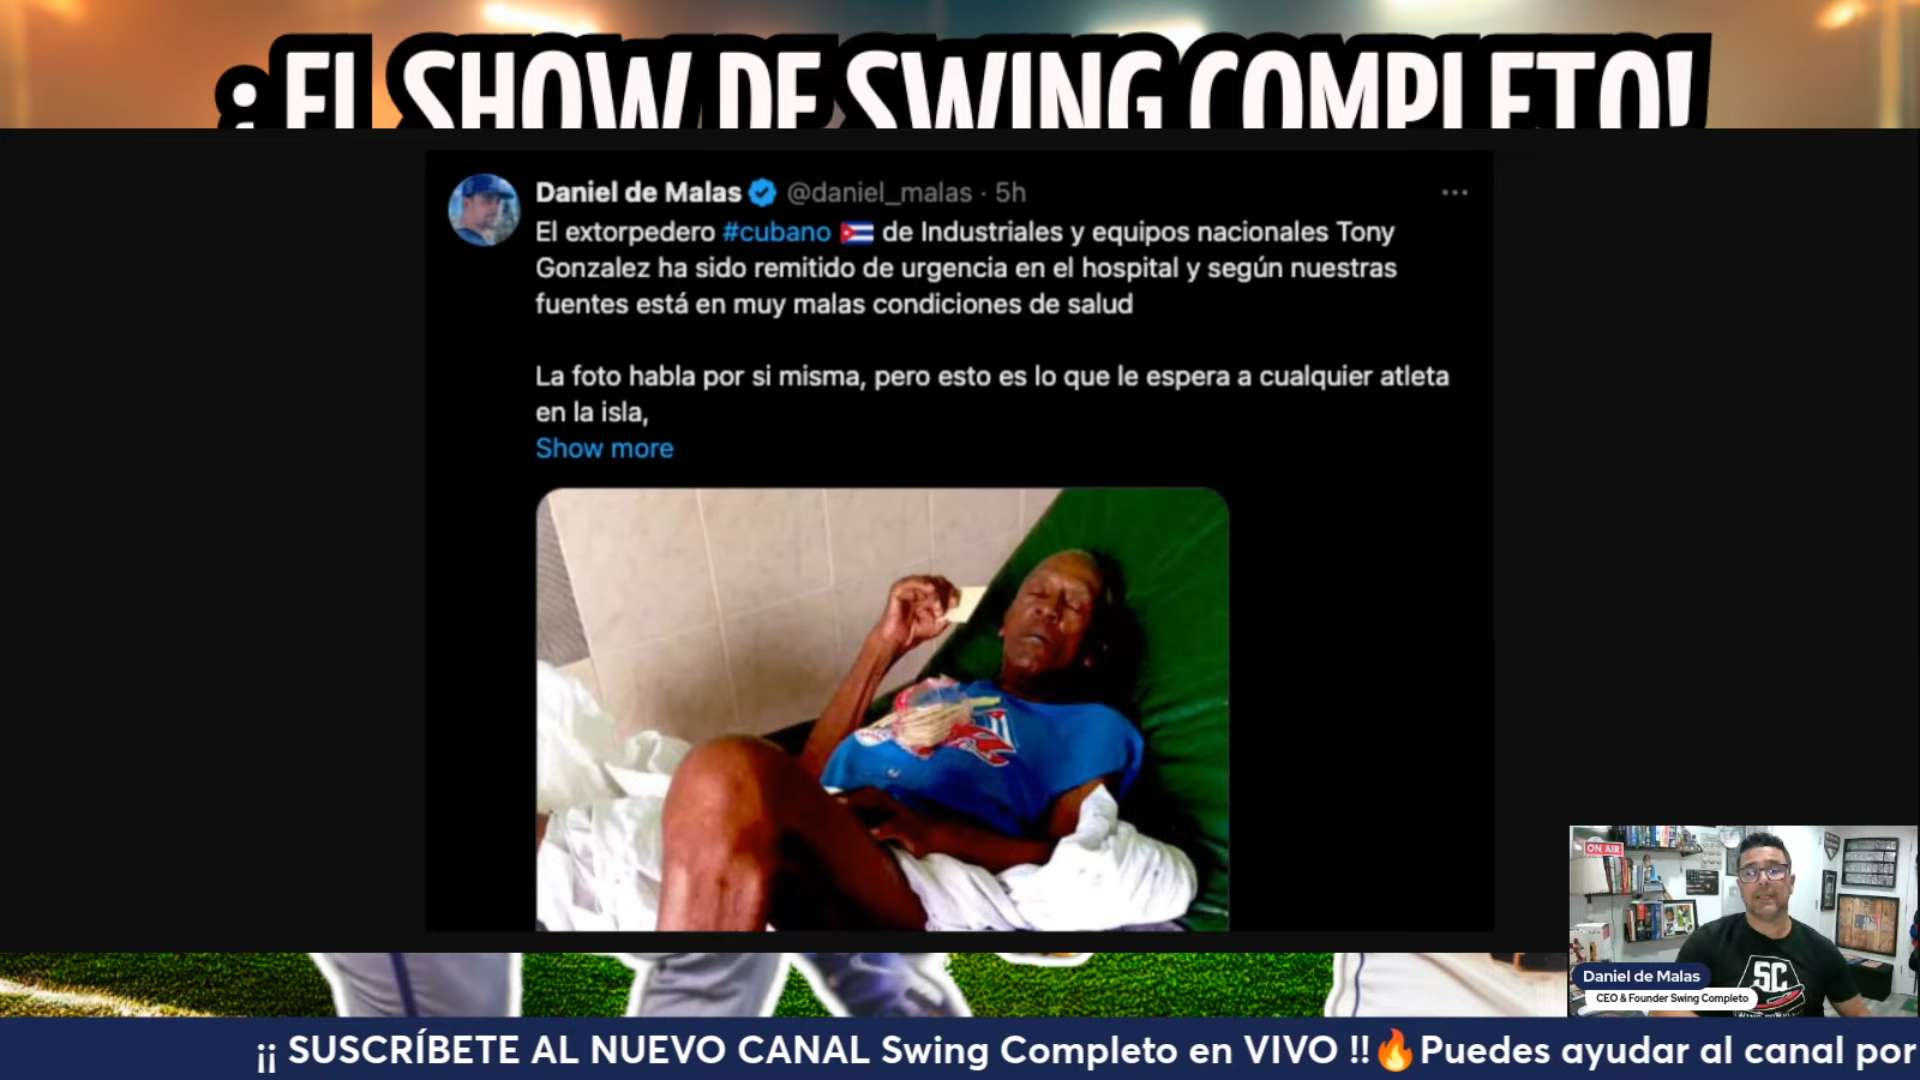 ¡EL SHOW DE SWING COMPLETO!
Daniel de Malas @daniel_malas · 5h
El extorpedero #cubano 🇨🇺 de Industriales y equipos nacionales Tony
Gonzalez ha sido remitido de urgencia en el hospital y según nuestras
fuentes está en muy malas condiciones de salud
La foto habla por si misma, pero esto es lo que le espera a cualquier atleta
en la isla,
Show more
ON AIR
SC
Daniel de Malas
CEO & Founder Swing Completo
¡¡ SUSCRÍBETE AL NUEVO CANAL Swing Completo en VIVO !!🔥Puedes ayudar al canal por